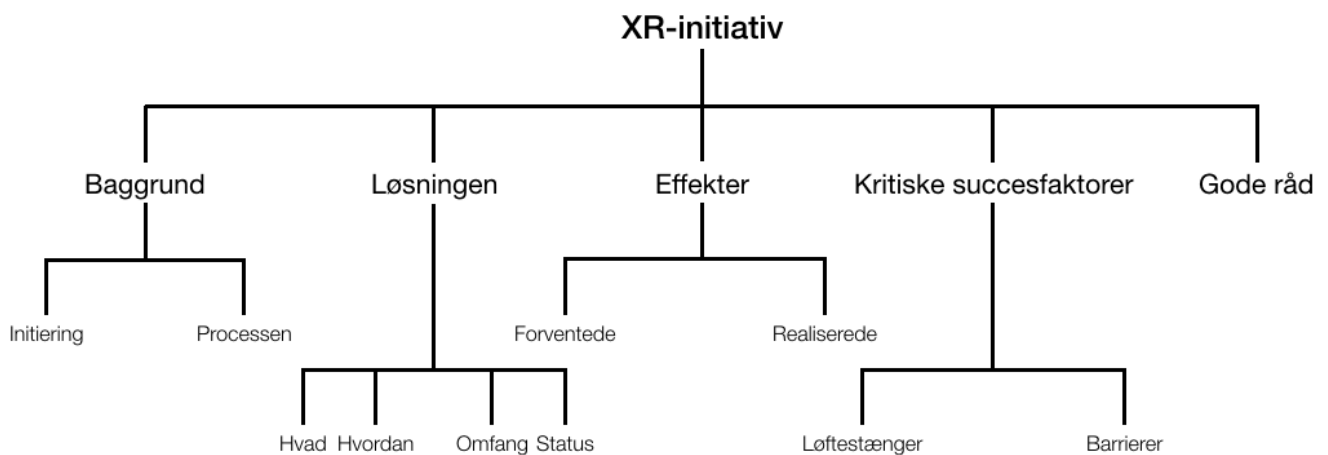 XR-initiativ
Baggrund Løsningen Effekter Kritiske succesfaktorer Gode råd
Initiering Processen Forventede Realiserede
Hvad Hvordan Omfang Status Løftestænger Barrierer